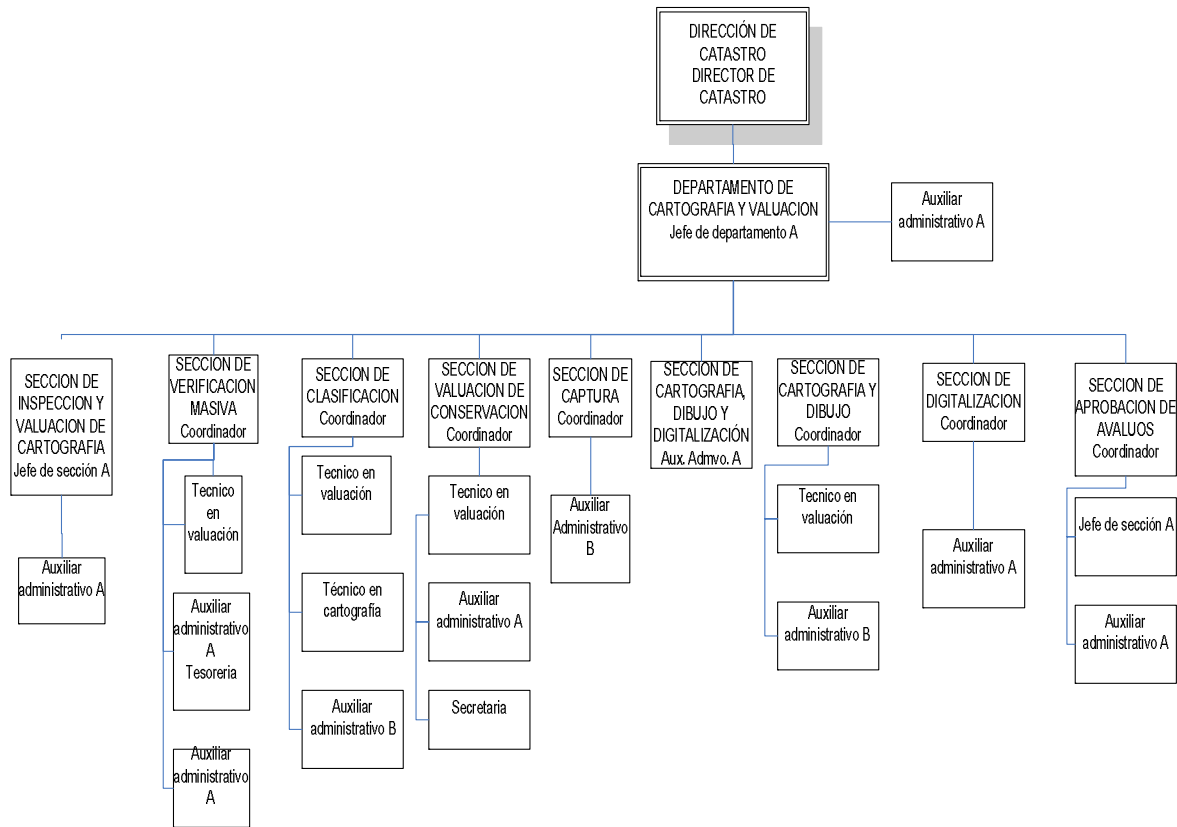 DIRECCIÓN DE
CATASTRO
DIRECTOR DE
CATASTRO
DEPARTAMENTO DE
CARTOGRAFIA Y VALUACION
Jefe de departamento A
Auxiliar
administrativo A
SECCION DE
INSPECCION Y
VALUACION DE
CARTOGRAFIA
Jefe de sección A
Auxiliar
administrativo A
SECCION DE
VERIFICACION
MASIVA
Coordinador
Tecnico
en
valuación
Auxiliar
administrativo
A
Tesoreria
Auxiliar
administrativo
A
SECCION DE
CLASIFICACION
Coordinador
Tecnico en
valuación
Técnico en
cartografía
Auxiliar
administrativo B
SECCION DE
VALUACION DE
CONSERVACION
Coordinador
Tecnico en
valuación
Auxiliar
administrativo A
Secretaria
SECCION DE
CAPTURA
Coordinador
Auxiliar
Administrativo
B
SECCION DE
CARTOGRAFIA,
DIBUJO Y
DIGITALIZACIÓN
Aux. Admvo. A
SECCION DE
CARTOGRAFIA Y
DIBUJO
Coordinador
Tecnico en
valuación
Auxiliar
administrativo B
SECCION DE
DIGITALIZACION
Coordinador
Auxiliar
administrativo A
SECCION DE
APROBACION DE
AVALUOS
Coordinador
Jefe de sección A
Auxiliar
administrativo A